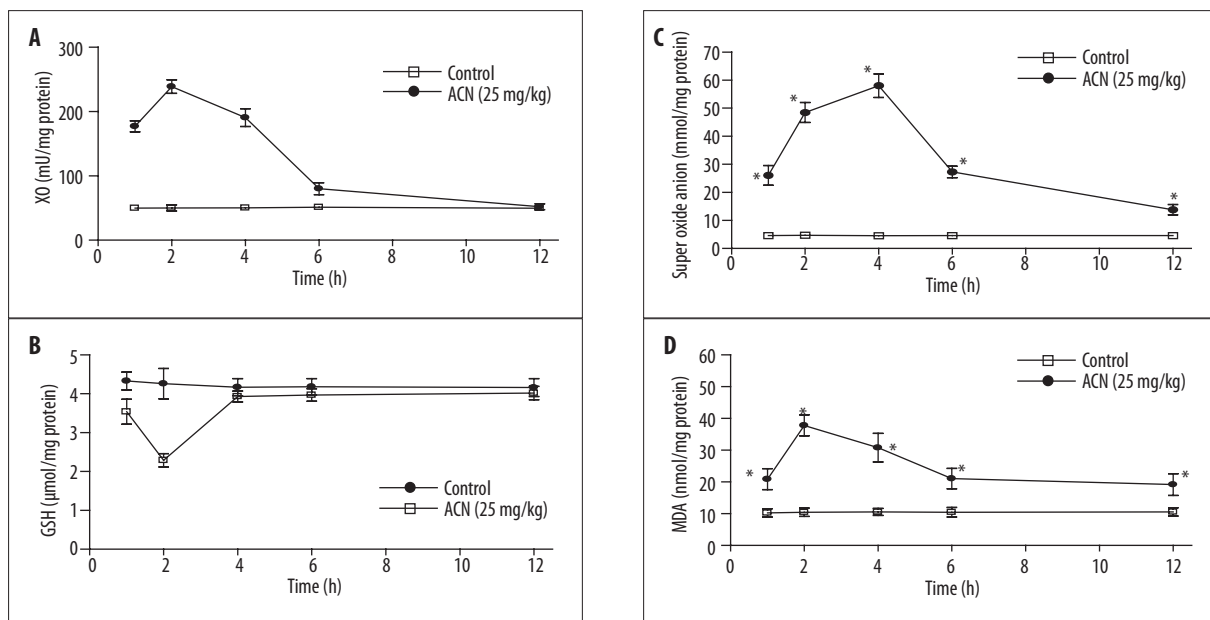 A
XO (mU/mg protein)
300
200
100
0
0 2 4 6 8 10 12
Time (h)
Control
ACN (25 mg/kg)
B
GSH (µmol/mg protein)
5
4
3
2
1
0
0 2 4 6 8 10 12
Time (h)
Control
ACN (25 mg/kg)
C
Super oxide anion (mmol/mg protein)
70
60
50
40
30
20
10
0
0 2 4 6 8 10 12
Time (h)
Control
ACN (25 mg/kg)
* * * * *
D
MDA (nmol/mg protein)
60
50
40
30
20
10
0
0 2 4 6 8 10 12
Time (h)
Control
ACN (25 mg/kg)
* * * * *